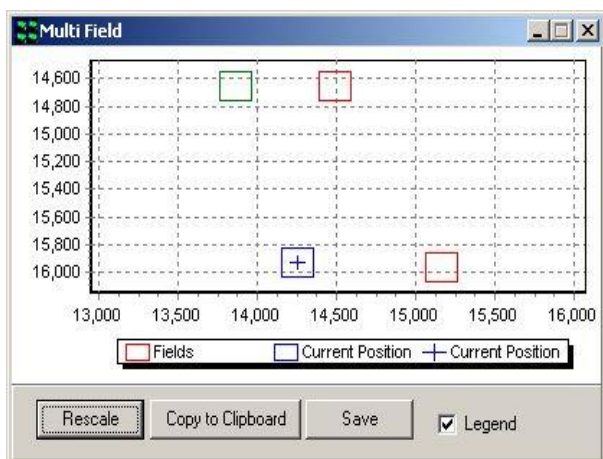 Multi Field
14,600
14,800
15,000
15,200
15,400
15,600
15,800
16,000
13,000 13,500 14,000 14,500 15,000 15,500 16,000
Fields Current Position Current Position
Rescale Copy to Clipboard Save Legend